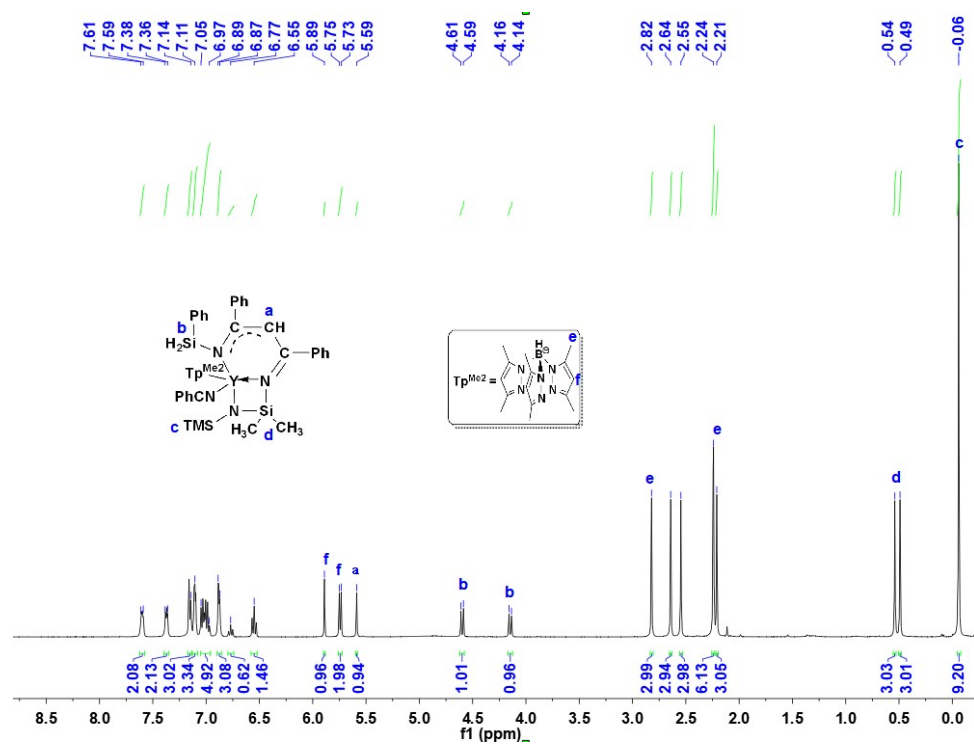 7.61
7.59
7.38
7.36
7.14
7.11
7.05
6.97
6.89
6.87
6.77
6.55
5.89
5.75
5.73
5.59
4.61
4.59
4.16
4.14
2.82
2.64
2.55
2.24
2.21
0.54
0.49
-0.06
c
Ph
a
Ph
b
Si
H2Si
C
CH
N
C
Ph
TpMe2
Y
N
PhCN
N
Si
c
TMS
H3C
CH3
d
TpMe2 =
H
B
⊖
e
N
N
N
N
N
N
f
e
e
d
f
f
a
b
b
2.08
2.13
3.02
3.34
4.92
3.08
0.62
1.46
0.96
1.98
0.94
1.01
0.96
2.99
2.94
2.98
6.13
3.05
3.03
3.01
9.20
8.5 8.0 7.5 7.0 6.5 6.0 5.5 5.0 4.5 4.0 3.5 3.0 2.5 2.0 1.5 1.0 0.5 0.0
f1 (ppm)